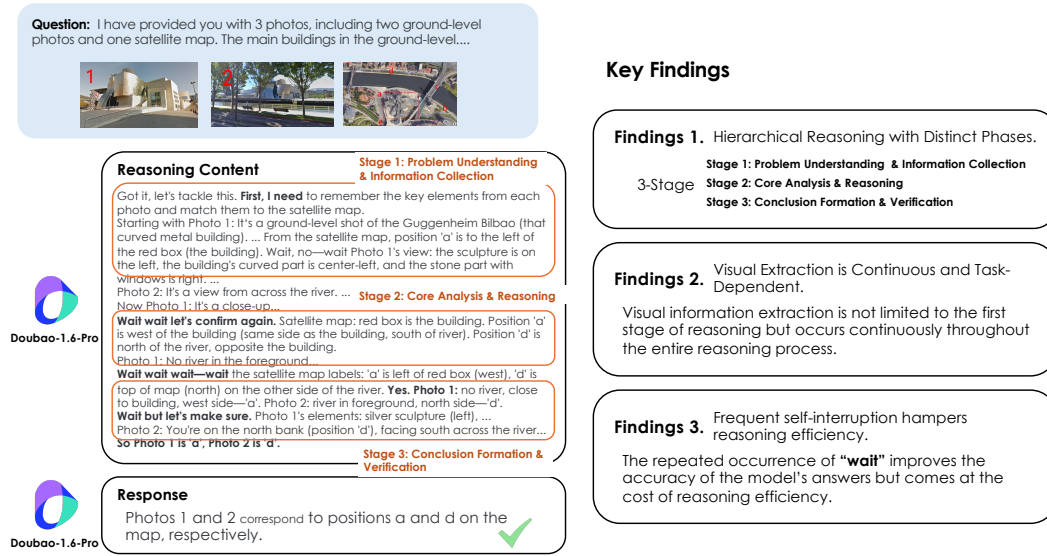 Question: I have provided you with 3 photos, including two ground-level
photos and one satellite map. The main buildings in the ground-level....
1
2
Reasoning Content
Stage 1: Problem Understanding
& Information Collection
Got it, let's tackle this. First, I need to remember the key elements from each
photo and match them to the satellite map.
Starting with Photo 1: It's a ground-level shot of the Guggenheim Bilbao (that
curved metal building). ... From the satellite map, position 'a' is to the left of
the red box (the building). Wait, no—wait Photo 1's view: the sculpture is on
the left, the building's curved part is center-left, and the stone part with
windows is right. ...
Photo 2: It's a view from across the river. ...
Stage 2: Core Analysis & Reasoning
Now Photo 1: It's a close-up...
Wait wait let's confirm again. Satellite map: red box is the building. Position 'a'
is west of the building (same side as the building, south of river). Position 'd' is
north of the river, opposite the building.
Photo 1: No river in the foreground...
Wait wait wait—wait the satellite map labels: 'a' is left of red box (west), 'd' is
top of map (north) on the other side of the river. Yes. Photo 1: no river, close
to building, west side—'a'. Photo 2: river in foreground, north side—'d'.
Wait but let's make sure. Photo 1's elements: silver sculpture (left), ...
Photo 2: You're on the north bank (position 'd'), facing south across the river...
So Photo 1 is 'a', Photo 2 is 'd'.
Stage 3: Conclusion Formation &
Verification
Doubao-1.6-Pro
Response
Photos 1 and 2 correspond to positions a and d on the
map, respectively.
Doubao-1.6-Pro
Key Findings
Findings 1. Hierarchical Reasoning with Distinct Phases.
3-Stage
Stage 1: Problem Understanding & Information Collection
Stage 2: Core Analysis & Reasoning
Stage 3: Conclusion Formation & Verification
Findings 2. Visual Extraction is Continuous and Task-
Dependent.
Visual information extraction is not limited to the first
stage of reasoning but occurs continuously throughout
the entire reasoning process.
Findings 3. Frequent self-interruption hampers
reasoning efficiency.
The repeated occurrence of "wait" improves the
accuracy of the model's answers but comes at the
cost of reasoning efficiency.